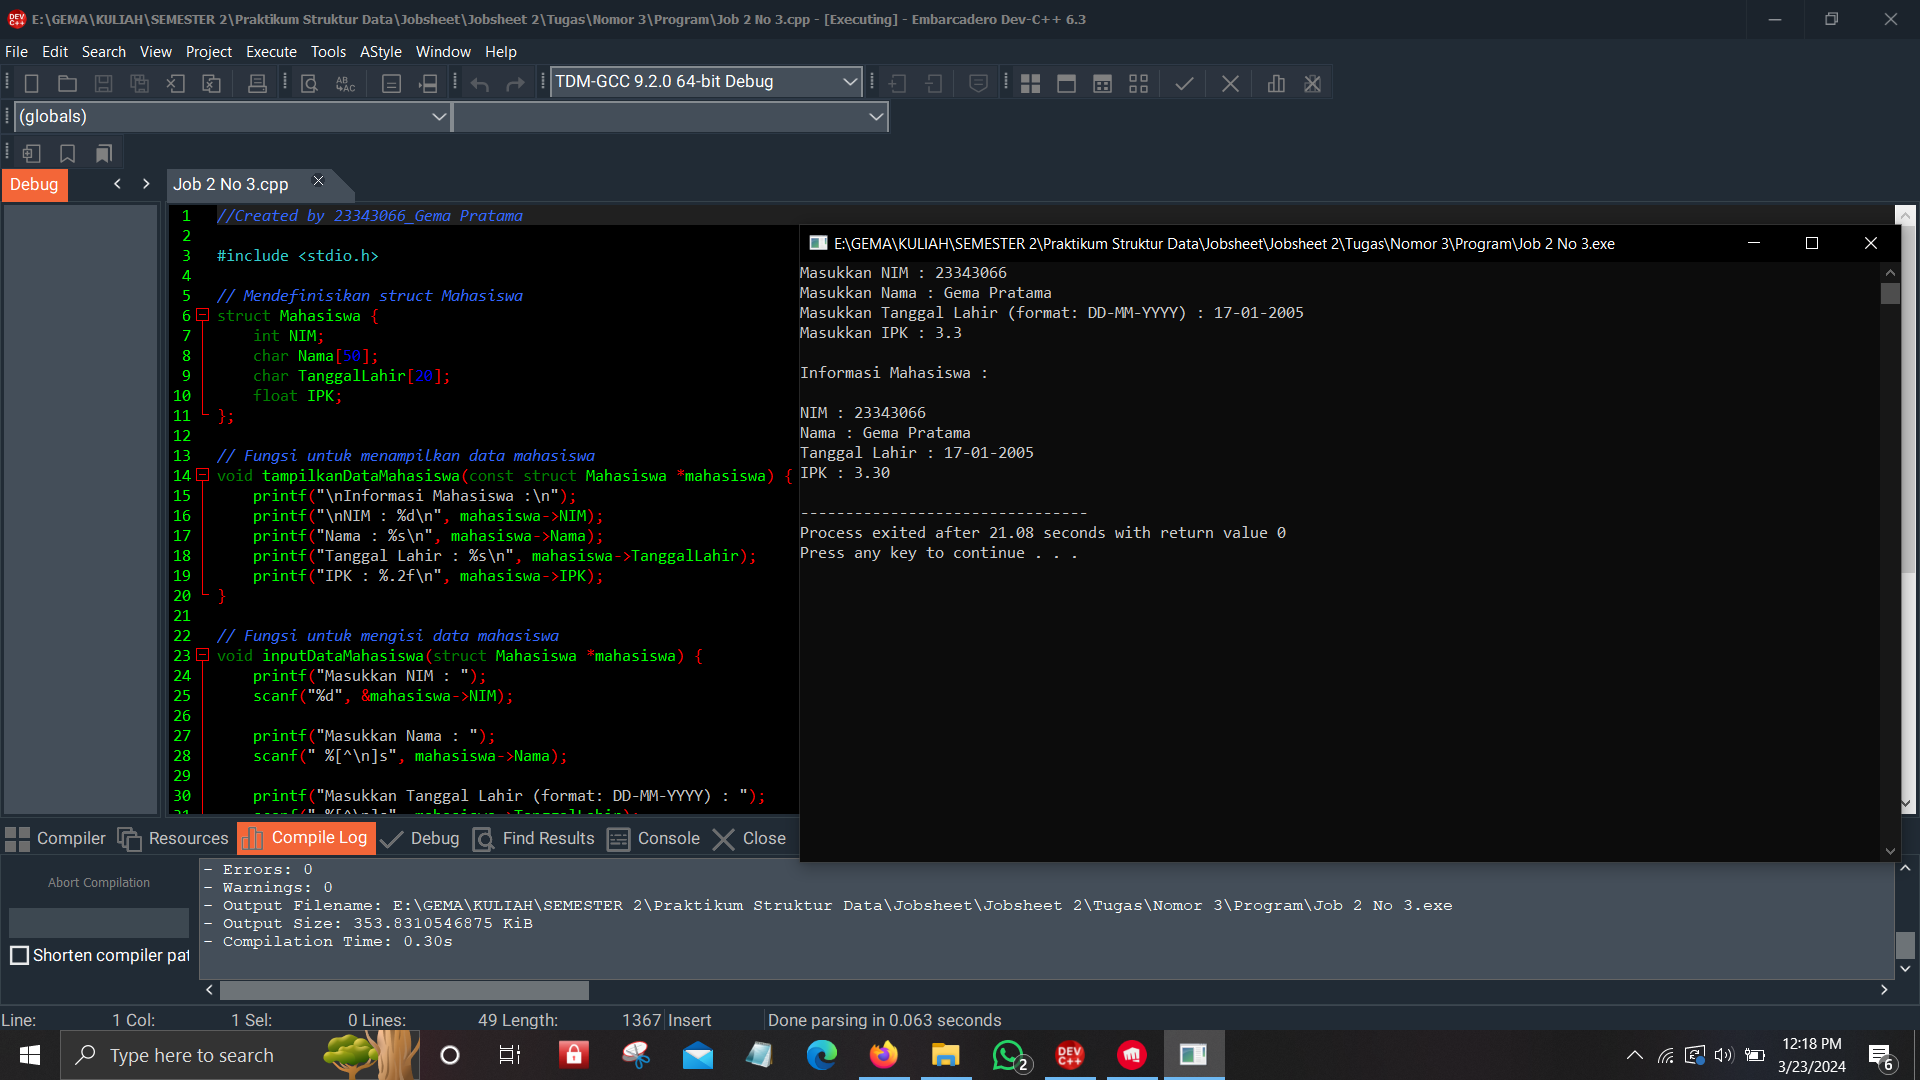 E:\GEMA\KULIAH\SEMESTER 2\Praktikum Struktur Data\Jobsheet\Jobsheet 2\Tugas\Nomor 3\Program\Job 2 No 3.cpp - [Executing] - Embarcadero Dev-C++ 6.3
File Edit Search View Project Execute Tools AStyle Window Help
TDM-GCC 9.2.0 64-bit Debug
(globals)
Debug
Job 2 No 3.cpp
1 //Created by 23343066_Gema Pratama
2
3 #include <stdio.h>
4
5 // Mendefinisikan struct Mahasiswa
6 struct Mahasiswa {
7 int NIM;
8 char Nama[50];
9 char TanggalLahir[20];
10 float IPK;
11 };
12
13 // Fungsi untuk menampilkan data mahasiswa
14 void tampilkanDataMahasiswa(const struct Mahasiswa *mahasiswa) {
15 printf("\nInformasi Mahasiswa :\n");
16 printf("\nNIM : %d\n", mahasiswa->NIM);
17 printf("Nama : %s\n", mahasiswa->Nama);
18 printf("Tanggal Lahir : %s\n", mahasiswa->TanggalLahir);
19 printf("IPK : %.2f\n", mahasiswa->IPK);
20 }
21
22 // Fungsi untuk mengisi data mahasiswa
23 void inputDataMahasiswa(struct Mahasiswa *mahasiswa) {
24 printf("Masukkan NIM : ");
25 scanf("%d", &mahasiswa->NIM);
26
27 printf("Masukkan Nama : ");
28 scanf(" %[^\n]s", mahasiswa->Nama);
29
30 printf("Masukkan Tanggal Lahir (format: DD-MM-YYYY) : ");
31 scanf(" %[^\n]s", mahasiswa->TanggalLahir);
E:\GEMA\KULIAH\SEMESTER 2\Praktikum Struktur Data\Jobsheet\Jobsheet 2\Tugas\Nomor 3\Program\Job 2 No 3.exe
Masukkan NIM : 23343066
Masukkan Nama : Gema Pratama
Masukkan Tanggal Lahir (format: DD-MM-YYYY) : 17-01-2005
Masukkan IPK : 3.3
Informasi Mahasiswa :
NIM : 23343066
Nama : Gema Pratama
Tanggal Lahir : 17-01-2005
IPK : 3.30
--------------------------------
Process exited after 21.08 seconds with return value 0
Press any key to continue . . .
Compiler Resources Compile Log Debug Find Results Console Close
Abort Compilation
Shorten compiler pat
- Errors: 0
- Warnings: 0
- Output Filename: E:\GEMA\KULIAH\SEMESTER 2\Praktikum Struktur Data\Jobsheet\Jobsheet 2\Tugas\Nomor 3\Program\Job 2 No 3.exe
- Output Size: 353.8310546875 KiB
- Compilation Time: 0.30s
Line: 1 Col: 1 Sel: 0 Lines: 49 Length: 1367 Insert Done parsing in 0.063 seconds
Type here to search
2
DEV C++
12:18 PM
3/23/2024
6